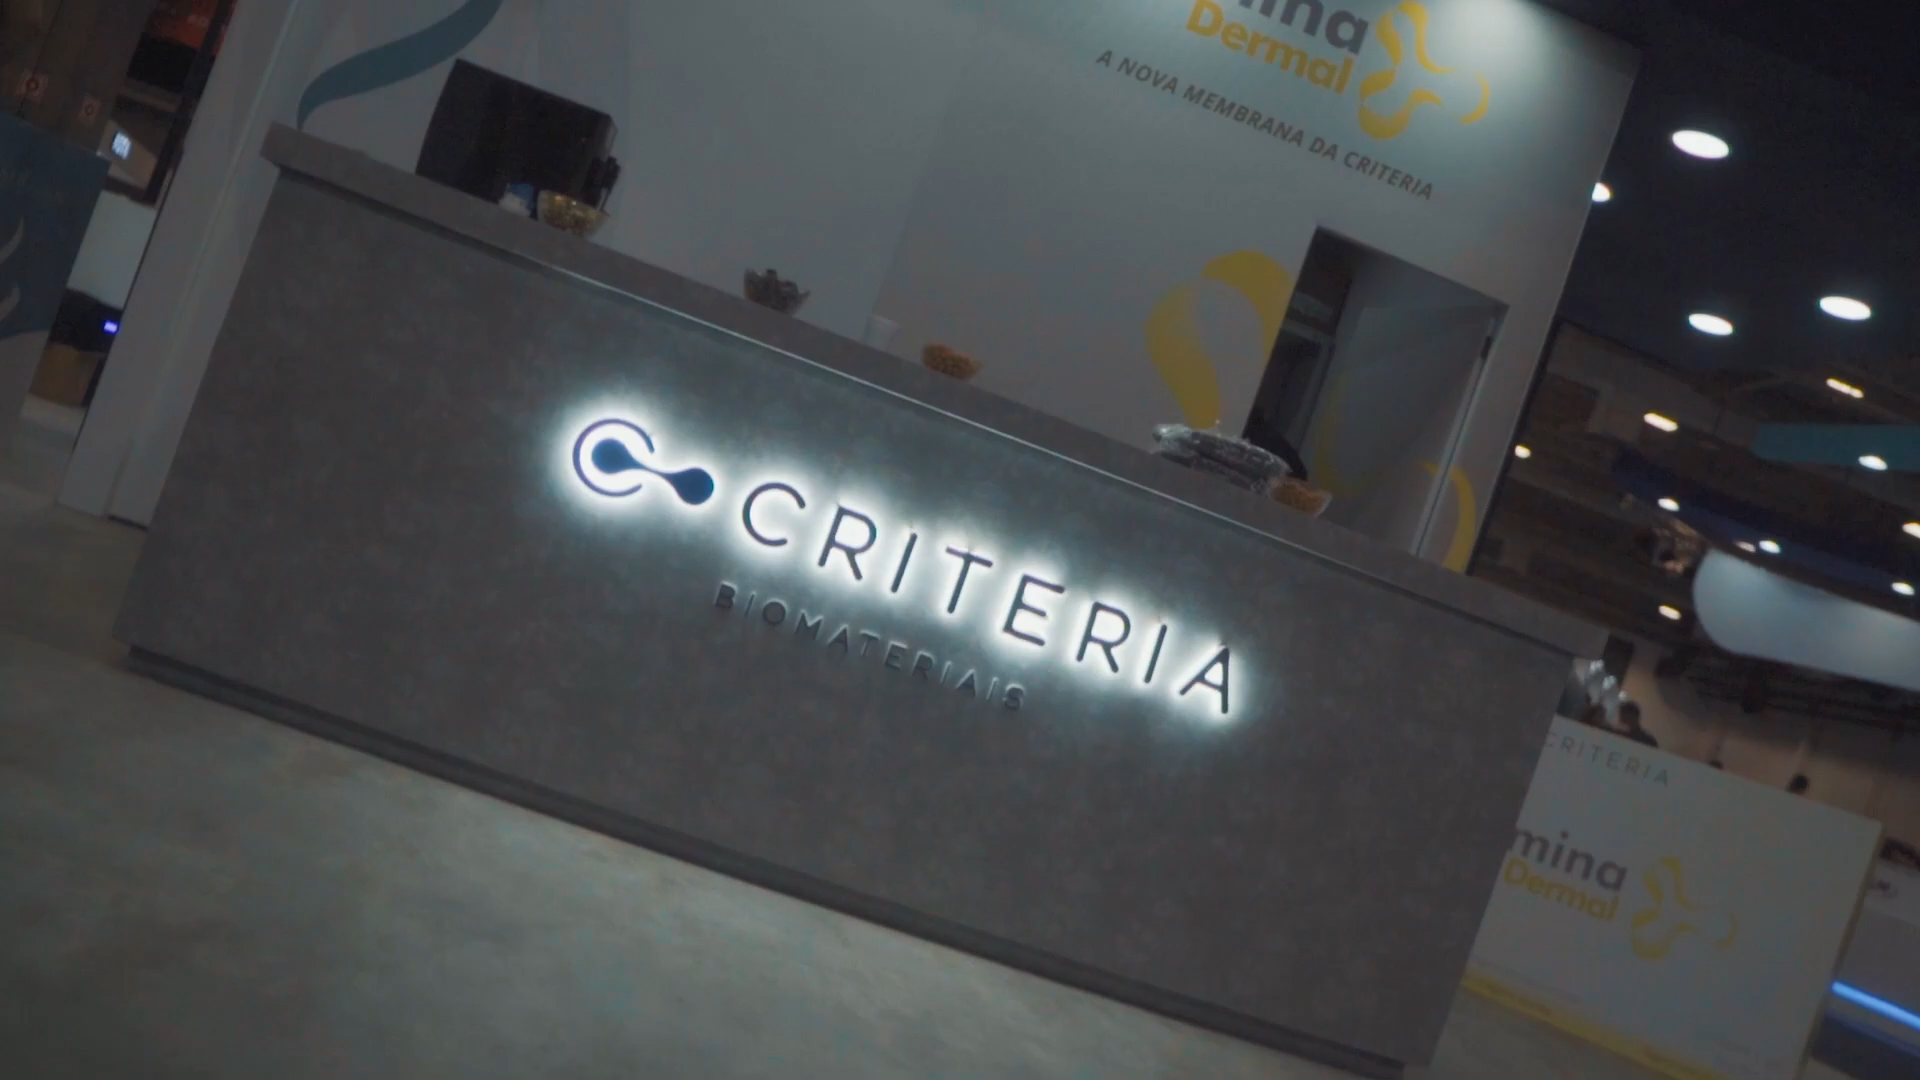 mina
Dermal
A NOVA MEMBRANA DA CRITERIA
CRITERIA
BIOMATERIAIS
CRITERIA
mina
Dermal